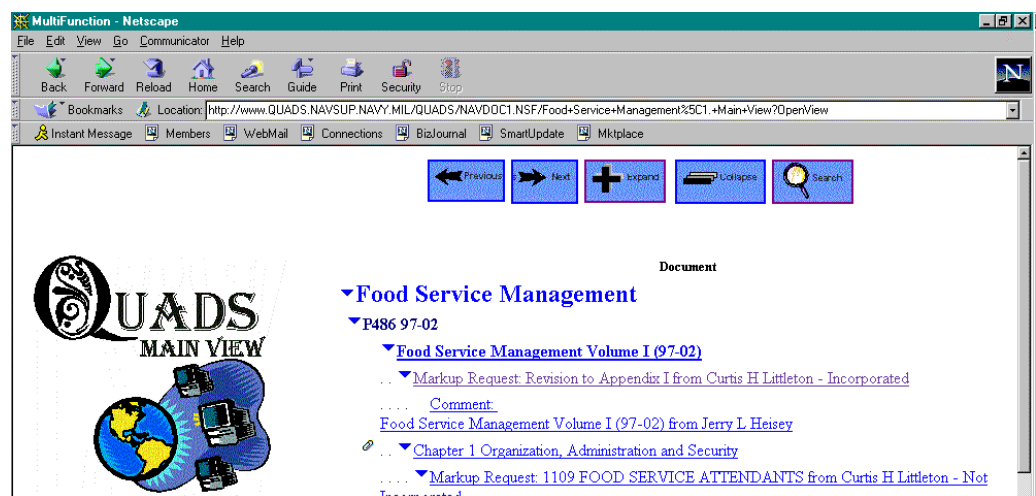 MultiFunction - Netscape
File Edit View Go Communicator Help
Back Forward Reload Home Search Guide Print Security Stop
N
Bookmarks Location: http://www.QUADS.NAVSUP.NAVY.MIL/QUADS/NAVDOC1.NSF/Food+Service+Management%5C1.+Main+View?OpenView
Instant Message Members WebMail Connections BizJournal SmartUpdate Mktplace
Previous Next Expand Collapse Search
Document
QUADS
MAIN VIEW
Food Service Management
P486 97-02
Food Service Management Volume I (97-02)
. . Markup Request: Revision to Appendix I from Curtis H Littleton - Incorporated
. . . . Comment:
Food Service Management Volume I (97-02) from Jerry L Heisey
. . Chapter 1 Organization, Administration and Security
. . . . Markup Request: 1109 FOOD SERVICE ATTENDANTS from Curtis H Littleton - Not
Incorporated